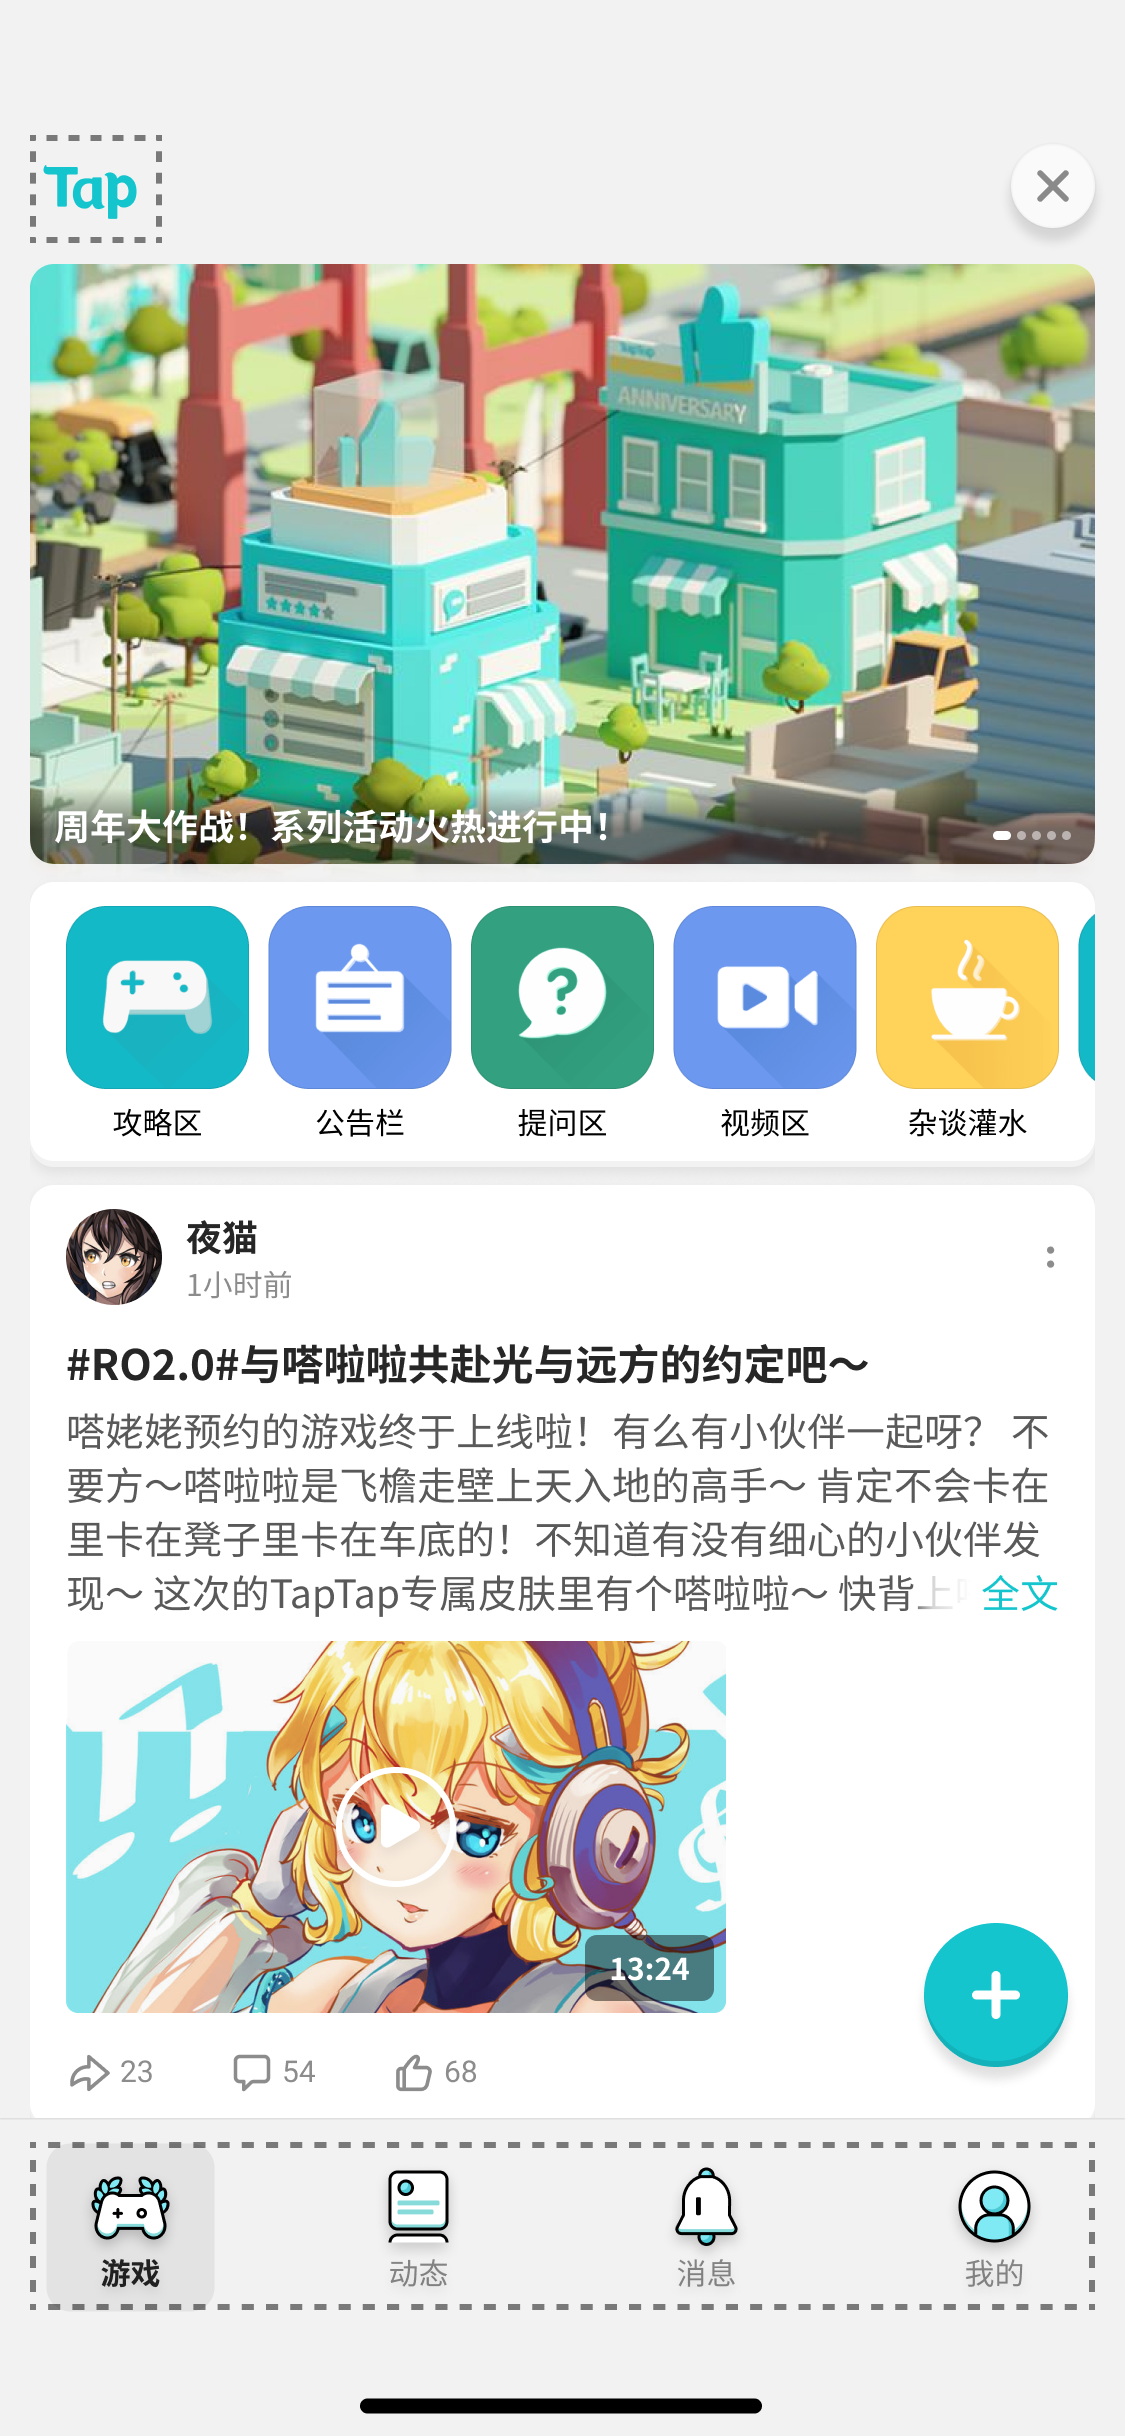 Tap
TapTap
ANNIVERSARY
周年大作战！系列活动火热进行中！
攻略区
公告栏
提问区
视频区
杂谈灌水
夜猫
1小时前
#RO2.0#与嗒啦啦共赴光与远方的约定吧～
嗒姥姥预约的游戏终于上线啦！有么有小伙伴一起呀？ 不
要方～嗒啦啦是飞檐走壁上天入地的高手～ 肯定不会卡在
里卡在凳子里卡在车底的！不知道有没有细心的小伙伴发
现～ 这次的TapTap专属皮肤里有个嗒啦啦～ 快背上 全文
13:24
23
54
68
游戏
动态
消息
我的